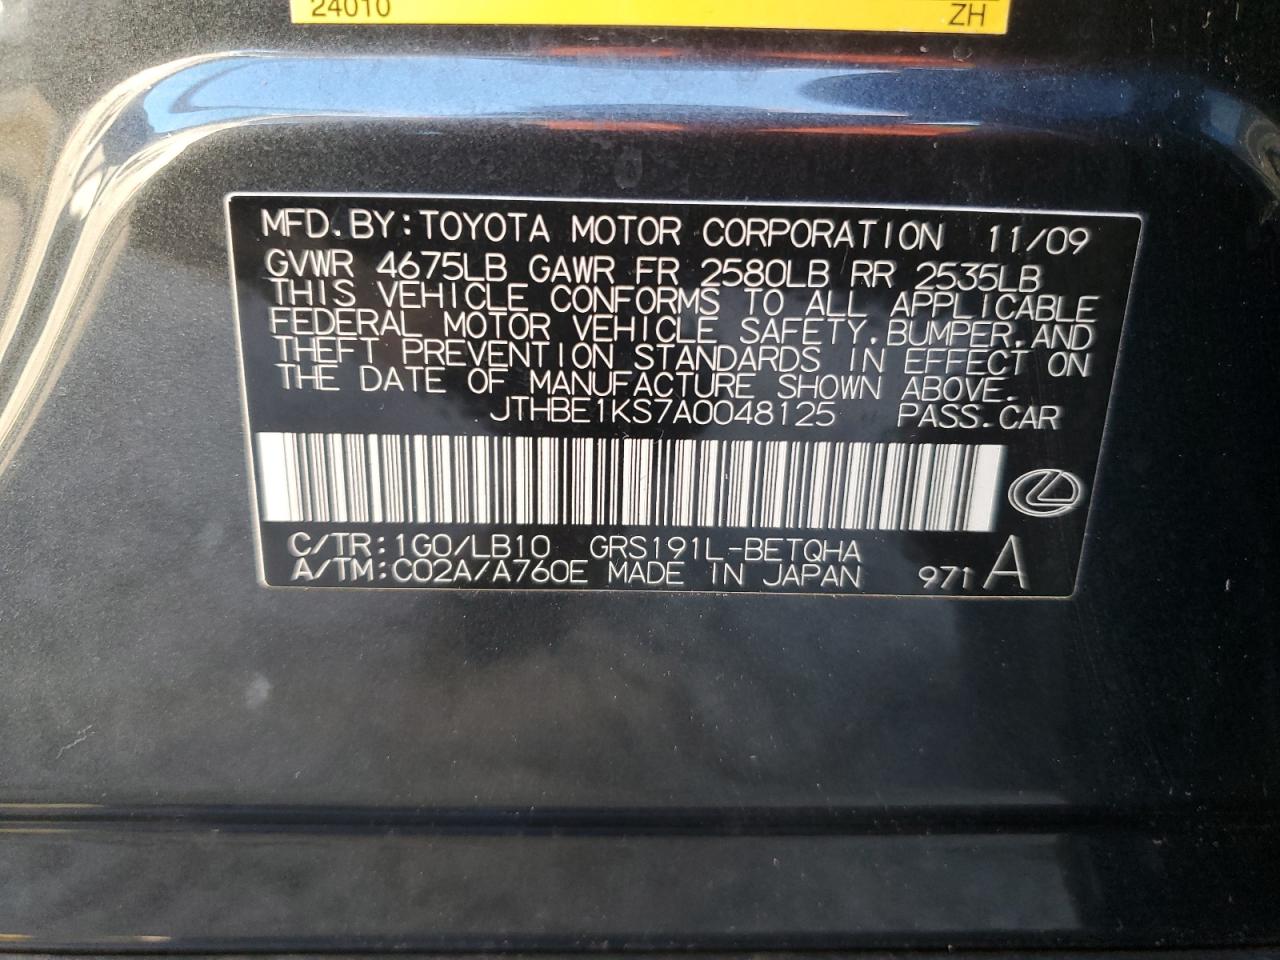 24010 ZH
MFD.BY:TOYOTA MOTOR CORPORATION 11/09
GVWR 4675LB GAWR FR 2580LB RR 2535LB
THIS VEHICLE CONFORMS TO ALL APPLICABLE
FEDERAL MOTOR VEHICLE SAFETY,BUMPER,AND
THEFT PREVENTION STANDARDS IN EFFECT ON
THE DATE OF MANUFACTURE SHOWN ABOVE.
JTHBE1KS7A0048125 PASS.CAR
C/TR:1G0/LB10 GRS191L-BETQHA
A/TM:C02A/A760E MADE IN JAPAN 971 A